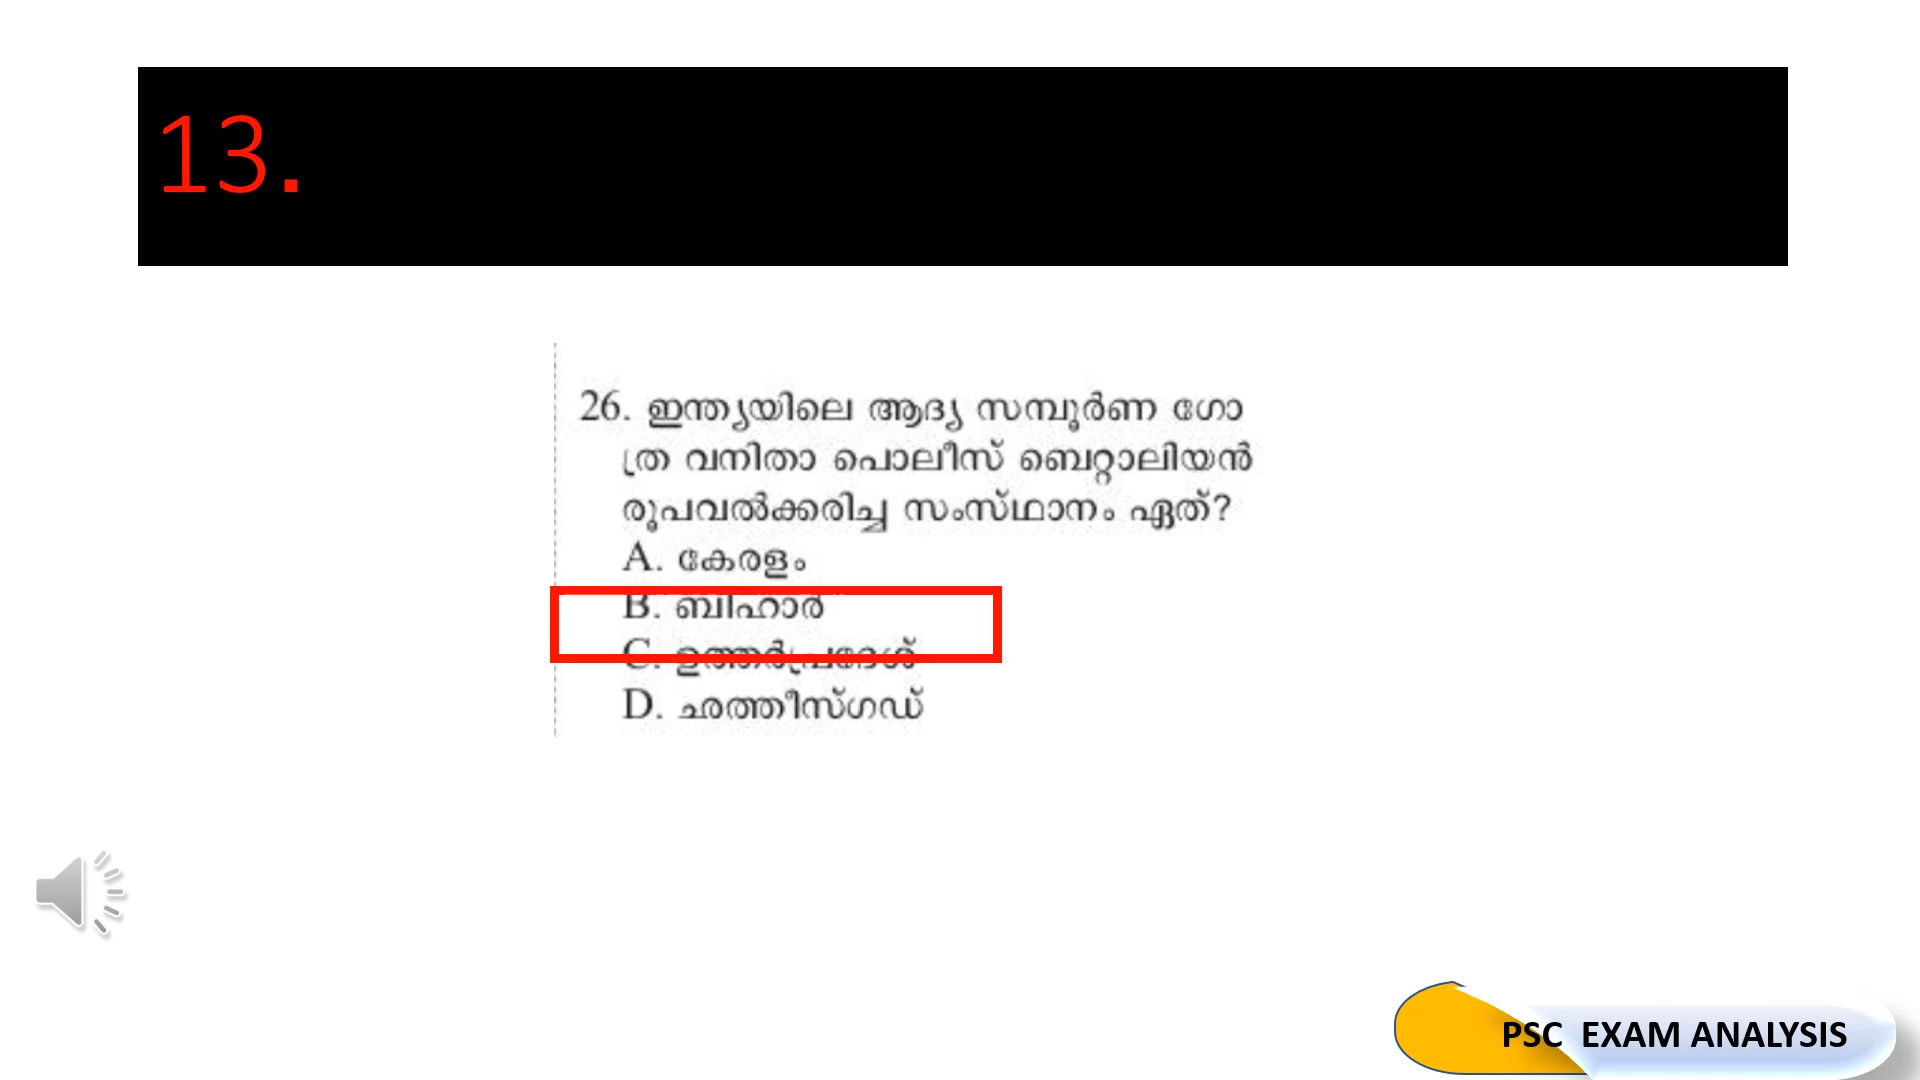 13.
26. ഇന്ത്യയിലെ ആദ്യ സമ്പൂർണ ഗോ
ത്ര വനിതാ പൊലീസ് ബെറ്റാലിയൻ
രൂപവൽക്കരിച്ച സംസ്ഥാനം ഏത്?
A. കേരളം
B. ബീഹാർ
C. ഉത്തർപ്രദേശ്
D. ഛത്തീസ്ഗഡ്
PSC EXAM ANALYSIS